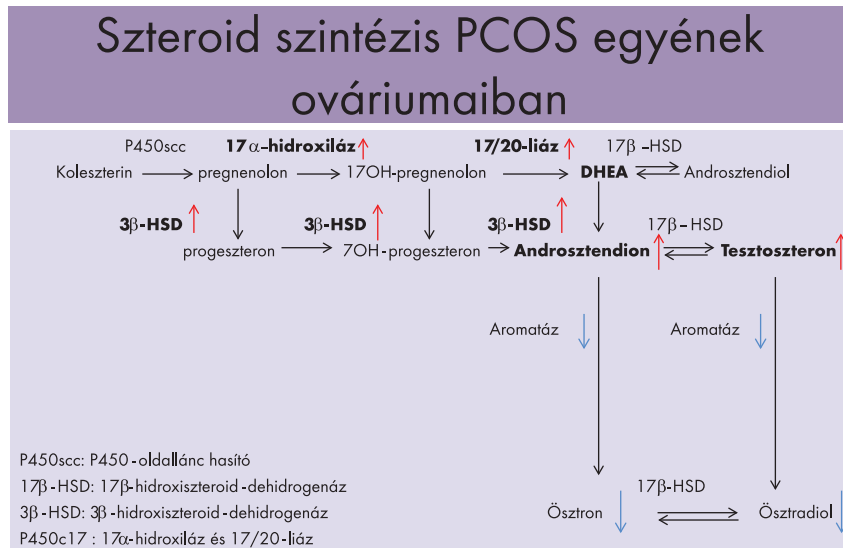 Szteroid szintézis PCOS egyének
ováriumaiban
P450scc 17α-hidroxiláz 17/20-liáz 17β -HSD
Koleszterin pregnenolon 17OH-pregnenolon DHEA Androsztendiol
3β-HSD 3β-HSD 3β-HSD 17β-HSD
progeszteron 7OH-progeszteron Androsztendion Tesztoszteron
Aromatáz Aromatáz
P450scc: P450-oldallánc hasító
17β-HSD: 17β-hidroxiszteroid-dehidrogenáz 17β-HSD
3β-HSD: 3β-hidroxiszteroid-dehidrogenáz Ösztron Ösztradiol
P450c17 : 17α-hidroxiláz és 17/20-liáz